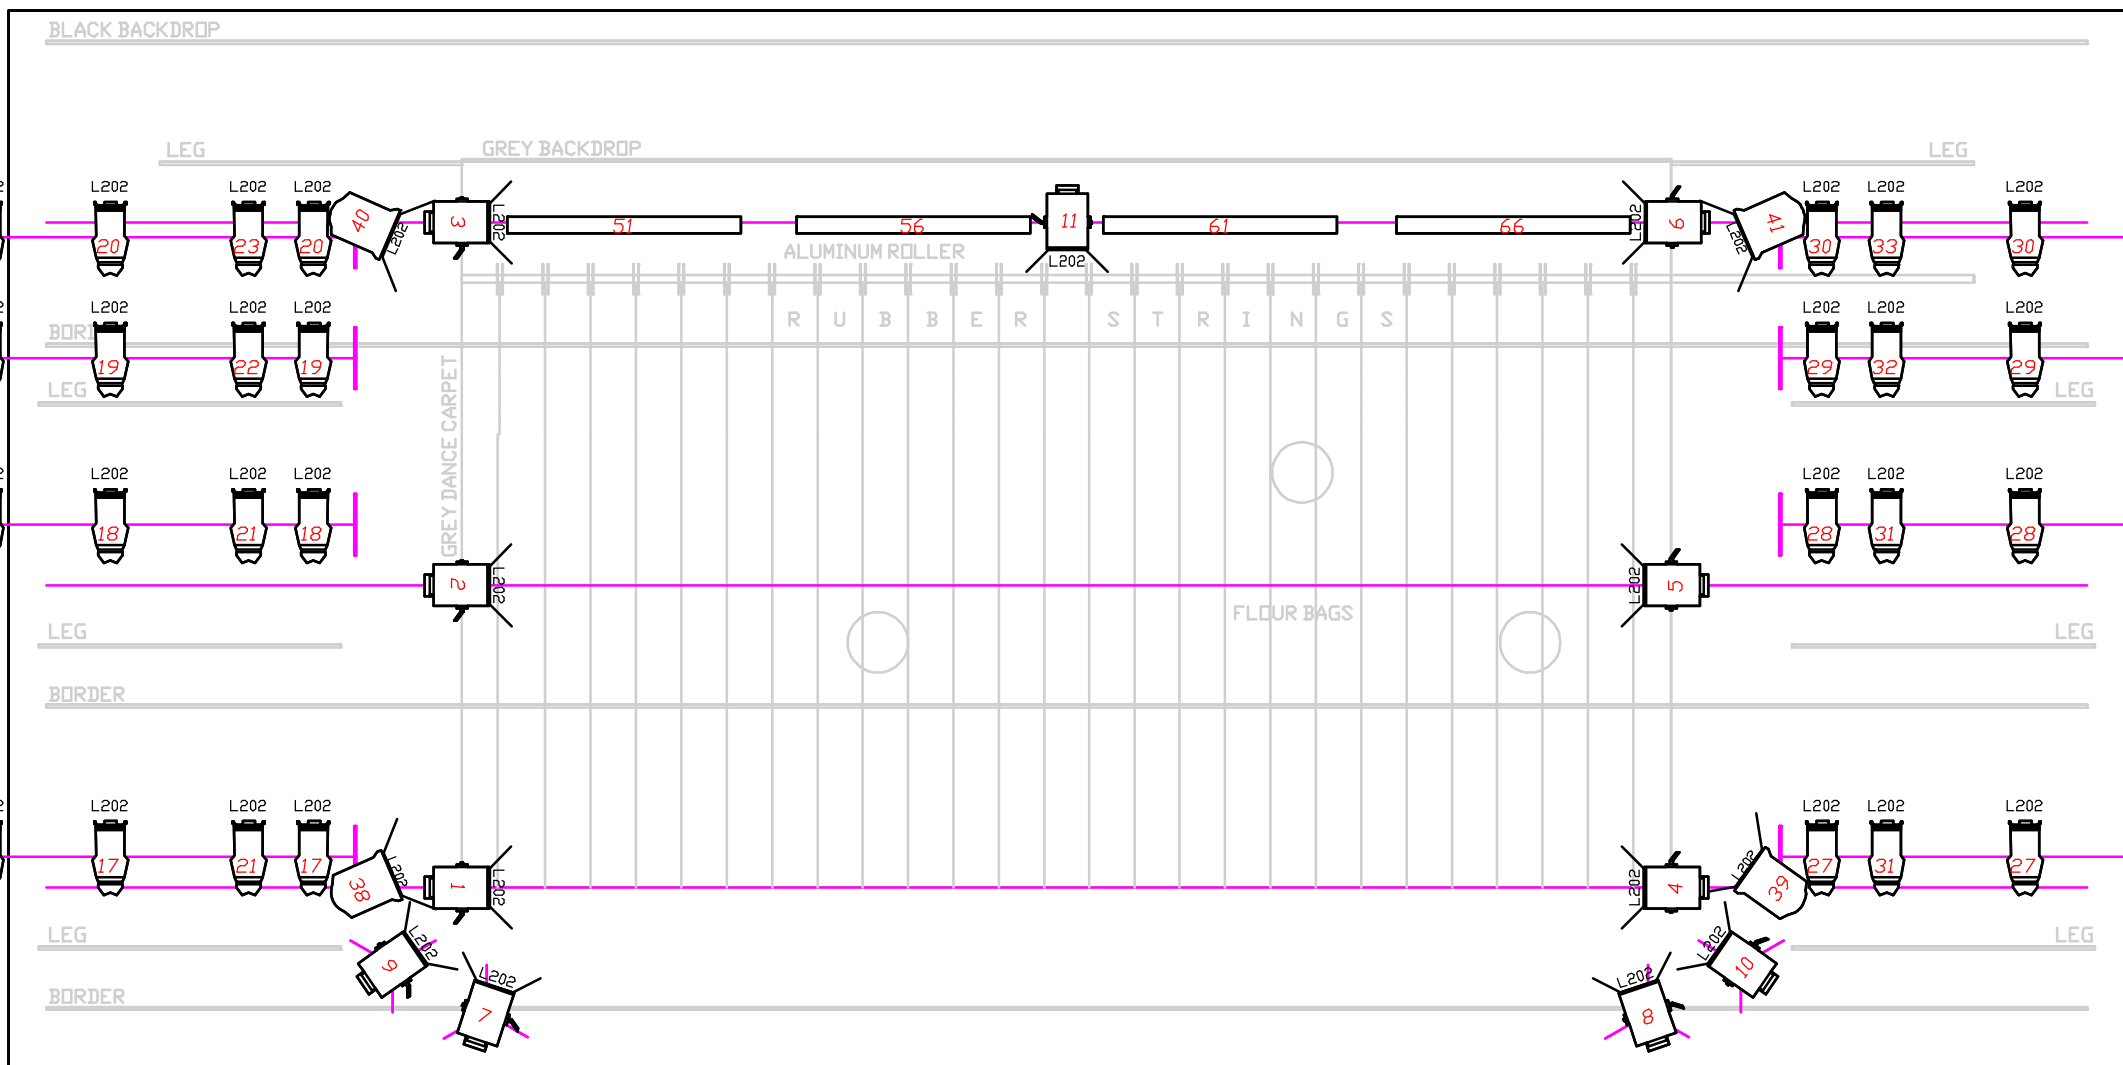 BLACK BACKDROP
LEG
GREY BACKDROP
LEG
L202 L202 L202 L202 L202 L202
20 23 20 40 L202 3 L202 51 56 11 61 66 L202 6 L202 41 30 33 30
L202
ALUMINUM ROLLER
RUBBER STRINGS
L202 L202 L202 L202 L202 L202
BORD
19 22 19 29 32 29
LEG LEG
GREY DANCE CARPET
L202 L202 L202 L202 L202 L202
18 21 18 28 31 28
2 L202 L202 5
FLOUR BAGS
LEG LEG
BORDER
L202 L202 L202 L202 L202 L202
17 21 17 38 L202 1 L202 L202 4 L202 39 27 31 27
LEG LEG
9 L202 L202 10
L202 L202
BORDER
7 8